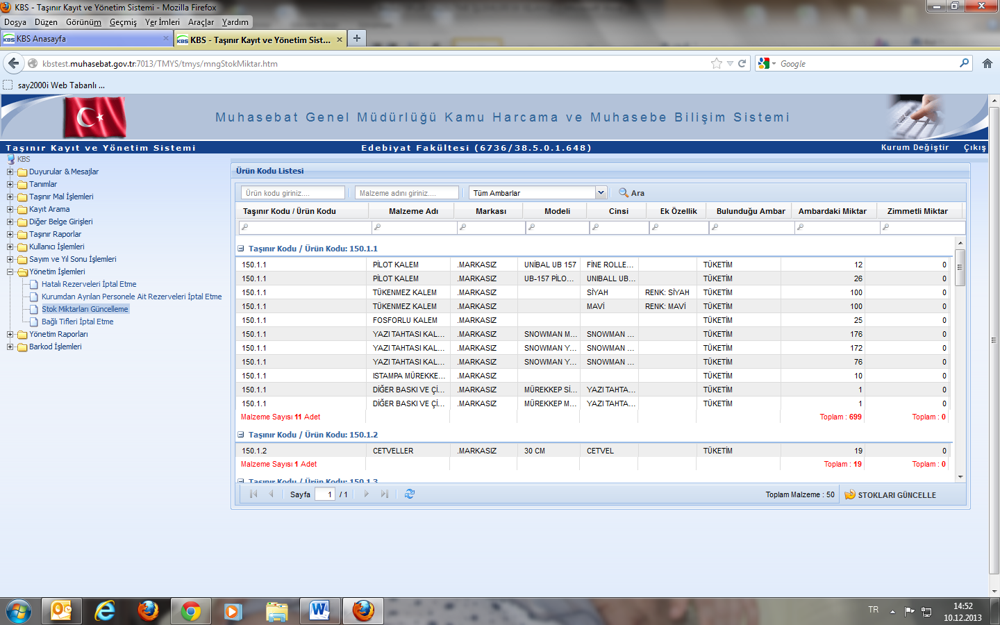 KBS - Taşınır Kayıt ve Yönetim Sistemi - Mozilla Firefox
Dosya Düzen Görünüm Geçmiş Yer İmleri Araçlar Yardım
KBS Anasayfa
KBS - Taşınır Kayıt ve Yönetim Sist...
kbstest.muhasebat.gov.tr:7013/TMYS/tmys/mngStokMiktar.htm
Google
say2000i Web Tabanlı ...
Muhasebat Genel Müdürlüğü Kamu Harcama ve Muhasebe Bilişim Sistemi
Taşınır Kayıt ve Yönetim Sistemi Edebiyat Fakültesi (6736/38.5.0.1.648) Kurum Değiştir Çıkış
KBS
Duyurular & Mesajlar
Tanımlar
Taşınır Mal İşlemleri
Kayıt Arama
Diğer Belge Girişleri
Taşınır Raporlar
Kullanıcı İşlemleri
Sayım ve Yıl Sonu İşlemleri
Yönetim İşlemleri
Hatalı Rezerveleri İptal Etme
Kurumdan Ayrılan Personele Ait Rezerveleri İptal Etme
Stok Miktarları Güncelleme
Bağlı Tifleri İptal Etme
Yönetim Raporları
Barkod İşlemleri
Ürün Kodu Listesi
Ürün kodu giriniz.... Malzeme adını giriniz.... Tüm Ambarlar Ara
Taşınır Kodu / Ürün Kodu Malzeme Adı Markası Modeli Cinsi Ek Özellik Bulunduğu Ambar Ambardaki Miktar Zimmetli Miktar
Taşınır Kodu / Ürün Kodu: 150.1.1
150.1.1 PİLOT KALEM .MARKASIZ UNİBAL UB 157 FİNE ROLLE... TÜKETİM 12 0
150.1.1 PİLOT KALEM .MARKASIZ UB-157 PİLO... UNIBALL UB... TÜKETİM 26 0
150.1.1 TÜKENMEZ KALEM .MARKASIZ SİYAH RENK: SİYAH TÜKETİM 100 0
150.1.1 TÜKENMEZ KALEM .MARKASIZ MAVİ RENK: MAVİ TÜKETİM 100 0
150.1.1 FOSFORLU KALEM .MARKASIZ TÜKETİM 25 0
150.1.1 YAZI TAHTASI KAL... .MARKASIZ SNOWMAN M... SNOWMAN ... TÜKETİM 176 0
150.1.1 YAZI TAHTASI KAL... .MARKASIZ SNOWMAN Y... SNOWMAN ... TÜKETİM 172 0
150.1.1 YAZI TAHTASI KAL... .MARKASIZ SNOWMAN Y... SNOWMAN ... TÜKETİM 76 0
150.1.1 ISTAMPA MÜREKKE... .MARKASIZ TÜKETİM 10 0
150.1.1 DİĞER BASKI VE Çİ... .MARKASIZ MÜREKKEP Sİ... YAZI TAHTA... TÜKETİM 1 0
150.1.1 DİĞER BASKI VE Çİ... .MARKASIZ MÜREKKEP M... YAZI TAHTA... TÜKETİM 1 0
Malzeme Sayısı 11 Adet Toplam : 699 Toplam : 0
Taşınır Kodu / Ürün Kodu: 150.1.2
150.1.2 CETVELLER .MARKASIZ 30 CM CETVEL TÜKETİM 19 0
Malzeme Sayısı 1 Adet Toplam : 19 Toplam : 0
Taşınır Kodu / Ürün Kodu: 150.1.3
Sayfa 1 / 1 Toplam Malzeme : 50 STOKLARI GÜNCELLE
TR 14:52
10.12.2013